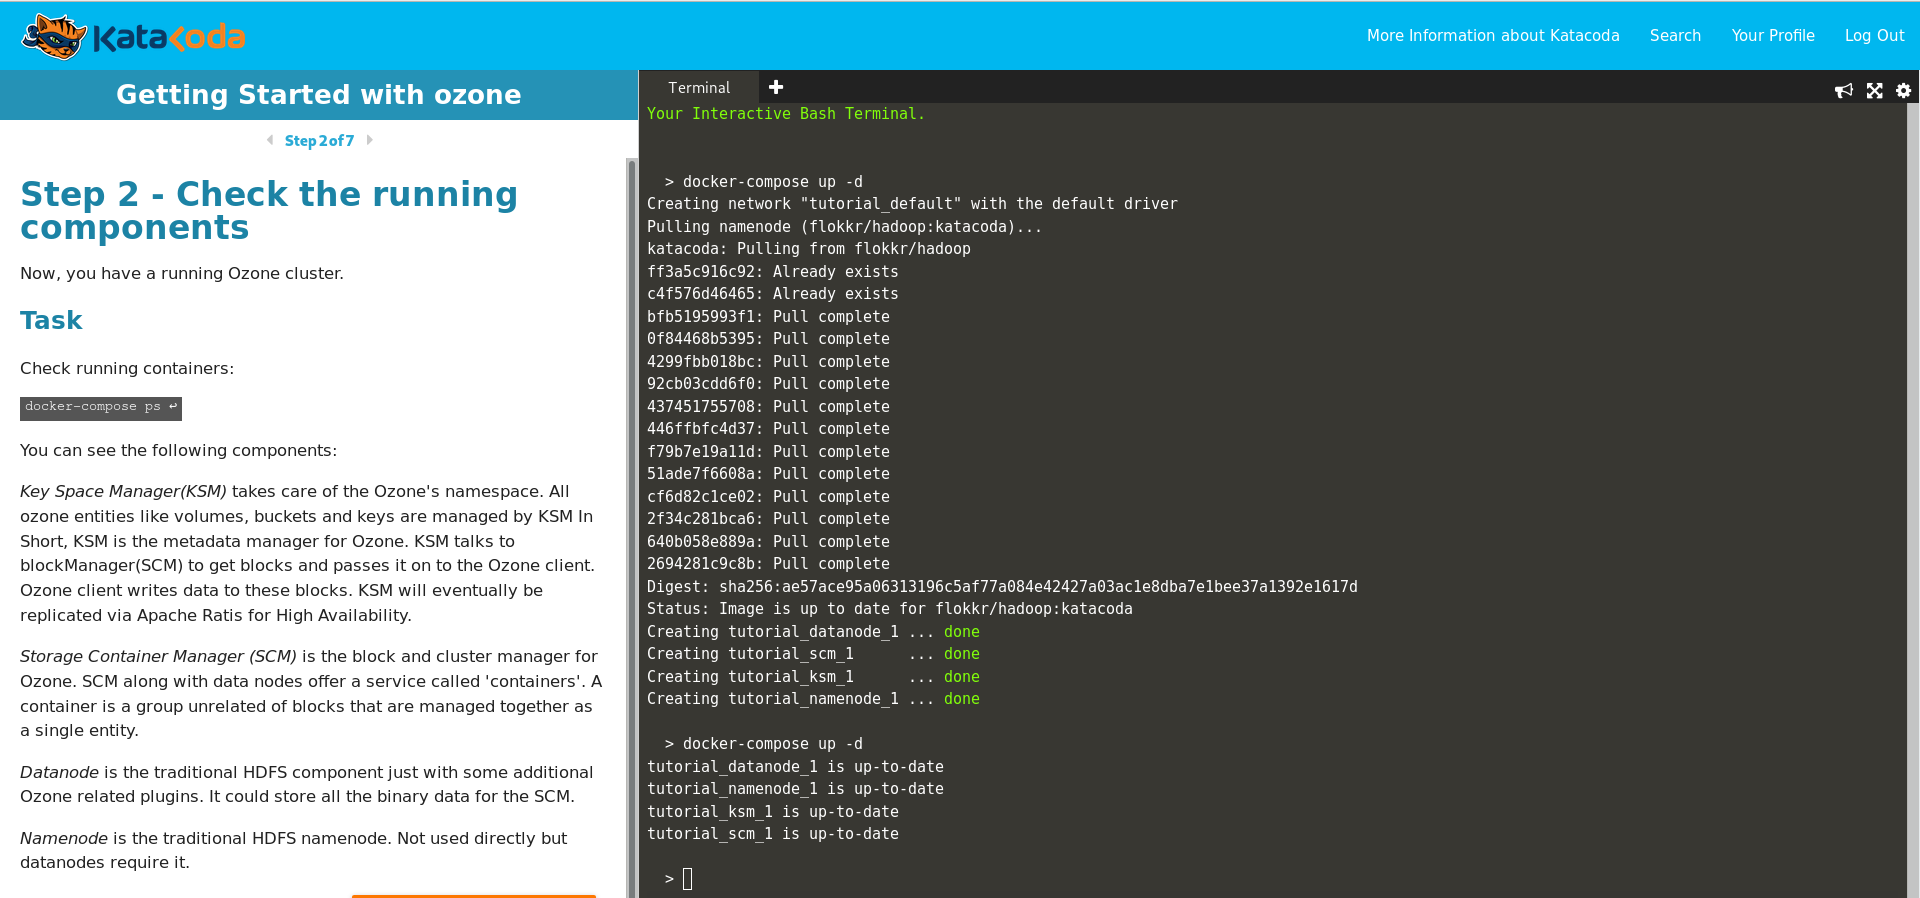 Katacoda
More Information about Katacoda
Search
Your Profile
Log Out
Getting Started with ozone
Step 2 of 7
Step 2 - Check the running
components
Now, you have a running Ozone cluster.
Task
Check running containers:
docker-compose ps ↩
You can see the following components:
Key Space Manager(KSM) takes care of the Ozone's namespace. All
ozone entities like volumes, buckets and keys are managed by KSM In
Short, KSM is the metadata manager for Ozone. KSM talks to
blockManager(SCM) to get blocks and passes it on to the Ozone client.
Ozone client writes data to these blocks. KSM will eventually be
replicated via Apache Ratis for High Availability.
Storage Container Manager (SCM) is the block and cluster manager for
Ozone. SCM along with data nodes offer a service called 'containers'. A
container is a group unrelated of blocks that are managed together as
a single entity.
Datanode is the traditional HDFS component just with some additional
Ozone related plugins. It could store all the binary data for the SCM.
Namenode is the traditional HDFS namenode. Not used directly but
datanodes require it.
Terminal
Your Interactive Bash Terminal.
> docker-compose up -d
Creating network "tutorial_default" with the default driver
Pulling namenode (flokkr/hadoop:katacoda)...
katacoda: Pulling from flokkr/hadoop
ff3a5c916c92: Already exists
c4f576d46465: Already exists
bfb5195993f1: Pull complete
0f84468b5395: Pull complete
4299fbb018bc: Pull complete
92cb03cdd6f0: Pull complete
437451755708: Pull complete
446ffbfc4d37: Pull complete
f79b7e19a11d: Pull complete
51ade7f6608a: Pull complete
cf6d82c1ce02: Pull complete
2f34c281bca6: Pull complete
640b058e889a: Pull complete
2694281c9c8b: Pull complete
Digest: sha256:ae57ace95a06313196c5af77a084e42427a03ac1e8dba7e1bee37a1392e1617d
Status: Image is up to date for flokkr/hadoop:katacoda
Creating tutorial_datanode_1 ... done
Creating tutorial_scm_1      ... done
Creating tutorial_ksm_1      ... done
Creating tutorial_namenode_1 ... done
> docker-compose up -d
tutorial_datanode_1 is up-to-date
tutorial_namenode_1 is up-to-date
tutorial_ksm_1 is up-to-date
tutorial_scm_1 is up-to-date
>